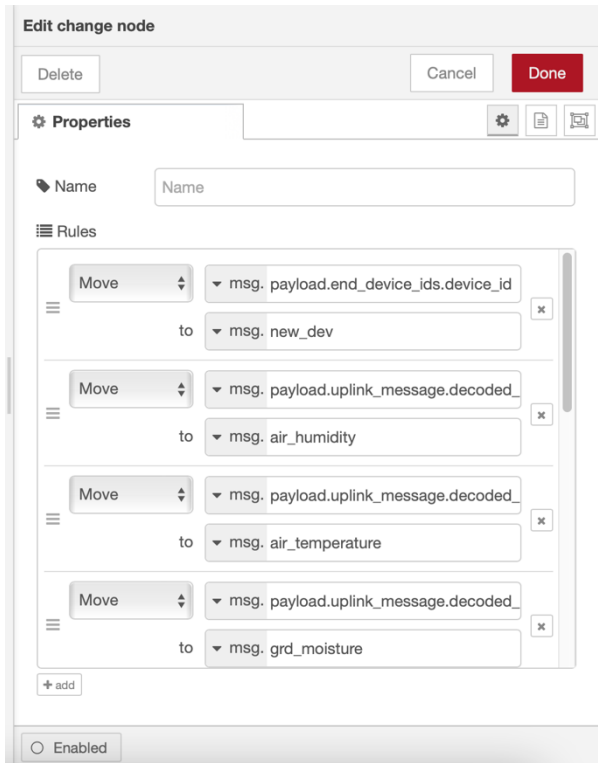 Edit change node
Delete
Cancel
Done
Properties
Name
Name
Rules
Move
msg. payload.end_device_ids.device_id
to
msg. new_dev
Move
msg. payload.uplink_message.decoded_
to
msg. air_humidity
Move
msg. payload.uplink_message.decoded_
to
msg. air_temperature
Move
msg. payload.uplink_message.decoded_
to
msg. grd_moisture
+ add
Enabled